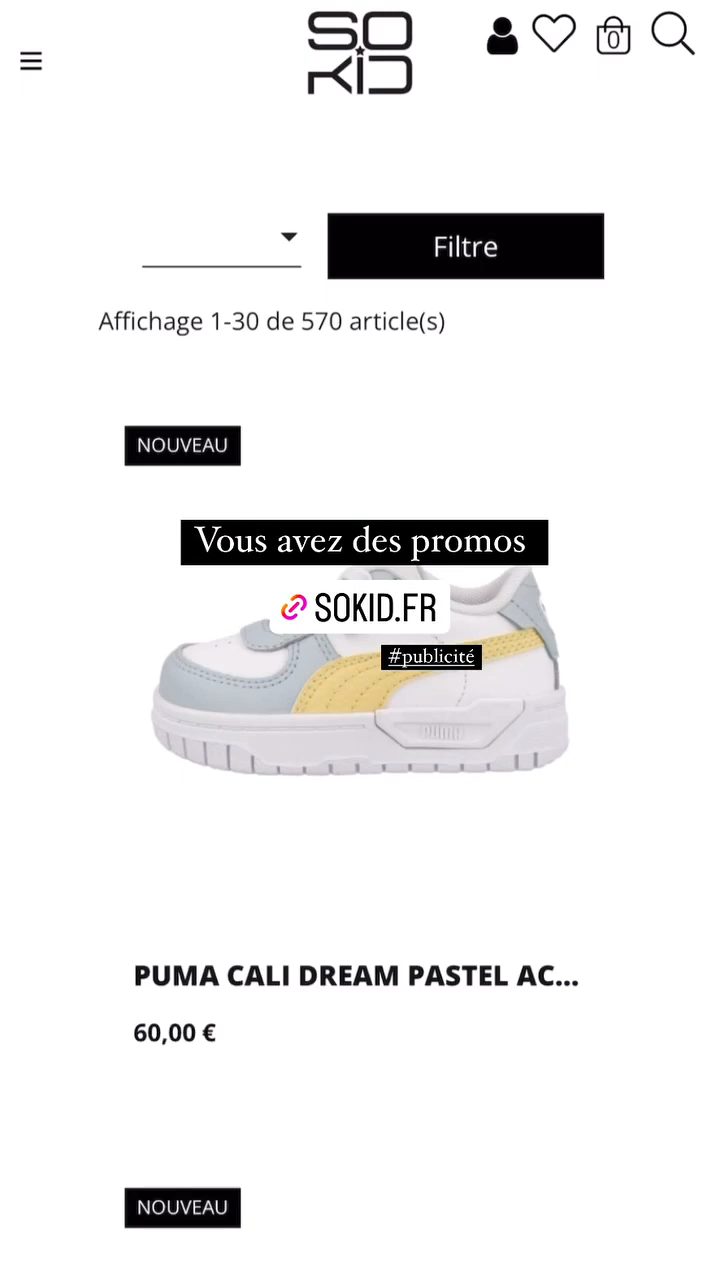 SO
KID
0
Filtre
Affichage 1-30 de 570 article(s)
NOUVEAU
Vous avez des promos
SOKID.FR
#publicité
PUMA CALI DREAM PASTEL AC...
60,00 €
NOUVEAU